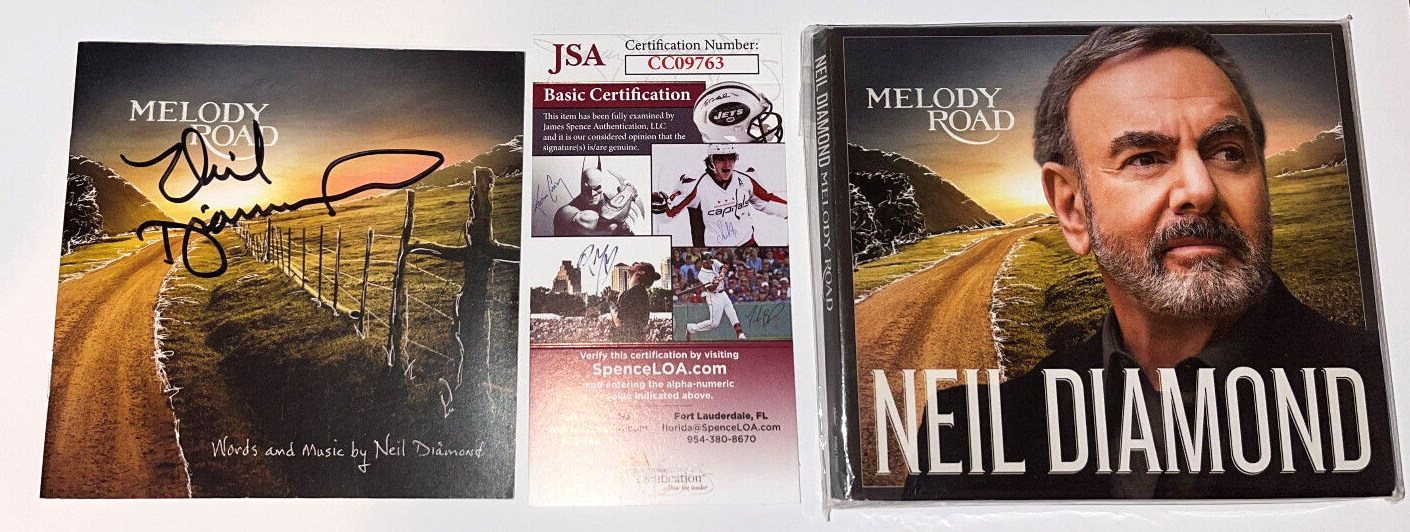 MELODY
ROAD
Neil
Diamond
Words and Music by Neil Diamond
JSA
Certification Number:
CC09763
Basic Certification
This item has been fully examined by
James Spence Authentication, LLC
and it is our considered opinion that the
signature(s) is/are genuine.
JETS
capitals
Verify this certification by visiting
SpenceLOA.com
and entering the alpha-numeric
indicated above.
Fort Lauderdale, FL
florida@SpenceLOA.com
954-380-8670
NEIL DIAMOND MELODY ROAD
MELODY
ROAD
NEIL DIAMOND